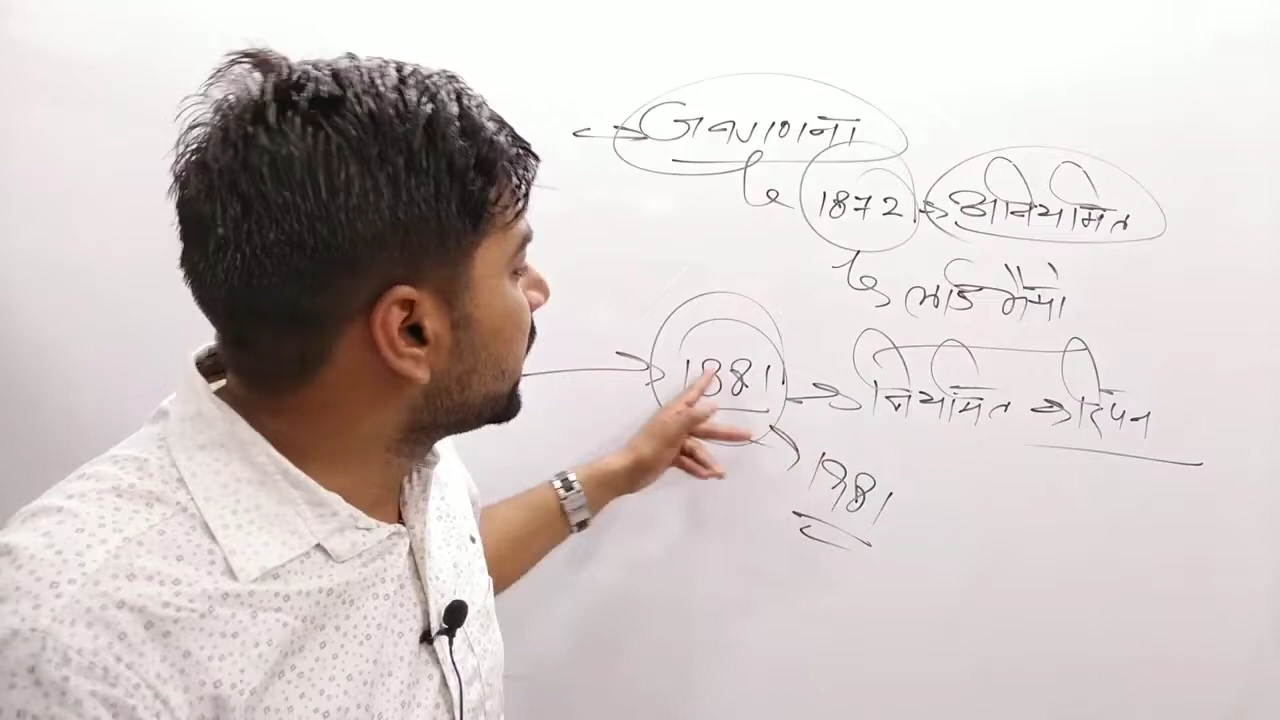 जनगणना
1872 → अनियमित
लार्ड मेयो
1881 → नियमित → रिपन
1981